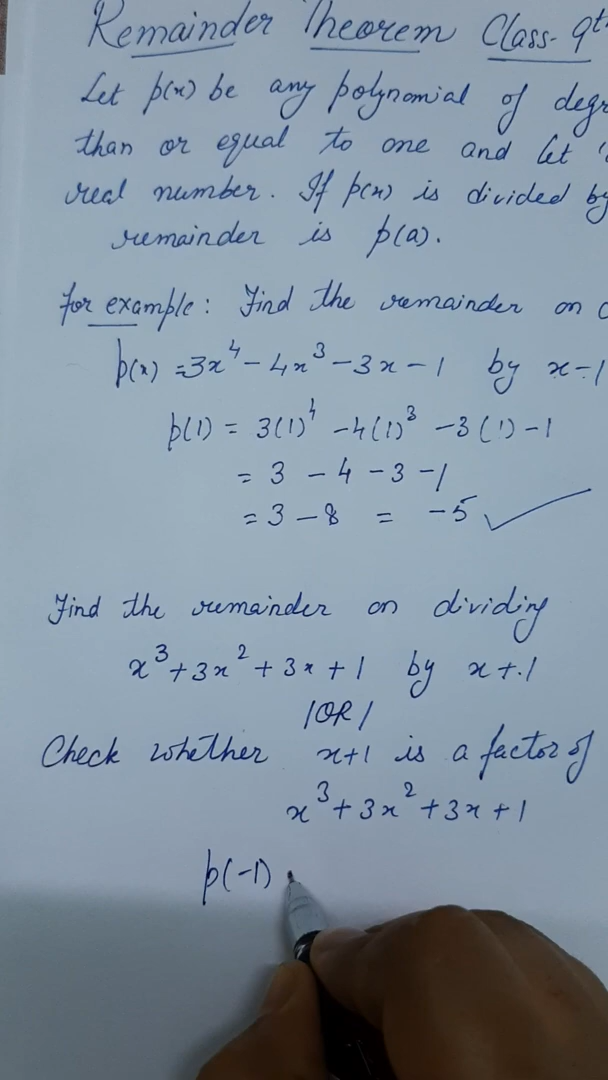 Remainder Theorem Class-9th
Let p(x) be any polynomial of degr
than or equal to one and let
real number. If p(x) is divided by
remainder is p(a).
for example: Find the remainder on
p(x) = 3x⁴ - 4x³ - 3x - 1 by x - 1
p(1) = 3(1)⁴ - 4(1)³ - 3(1) - 1
= 3 - 4 - 3 - 1
= 3 - 8 = -5 ✓
Find the remainder on dividing
x³ + 3x² + 3x + 1 by x + 1
/OR/
Check whether x+1 is a factor of
x³ + 3x² + 3x + 1
p(-1)